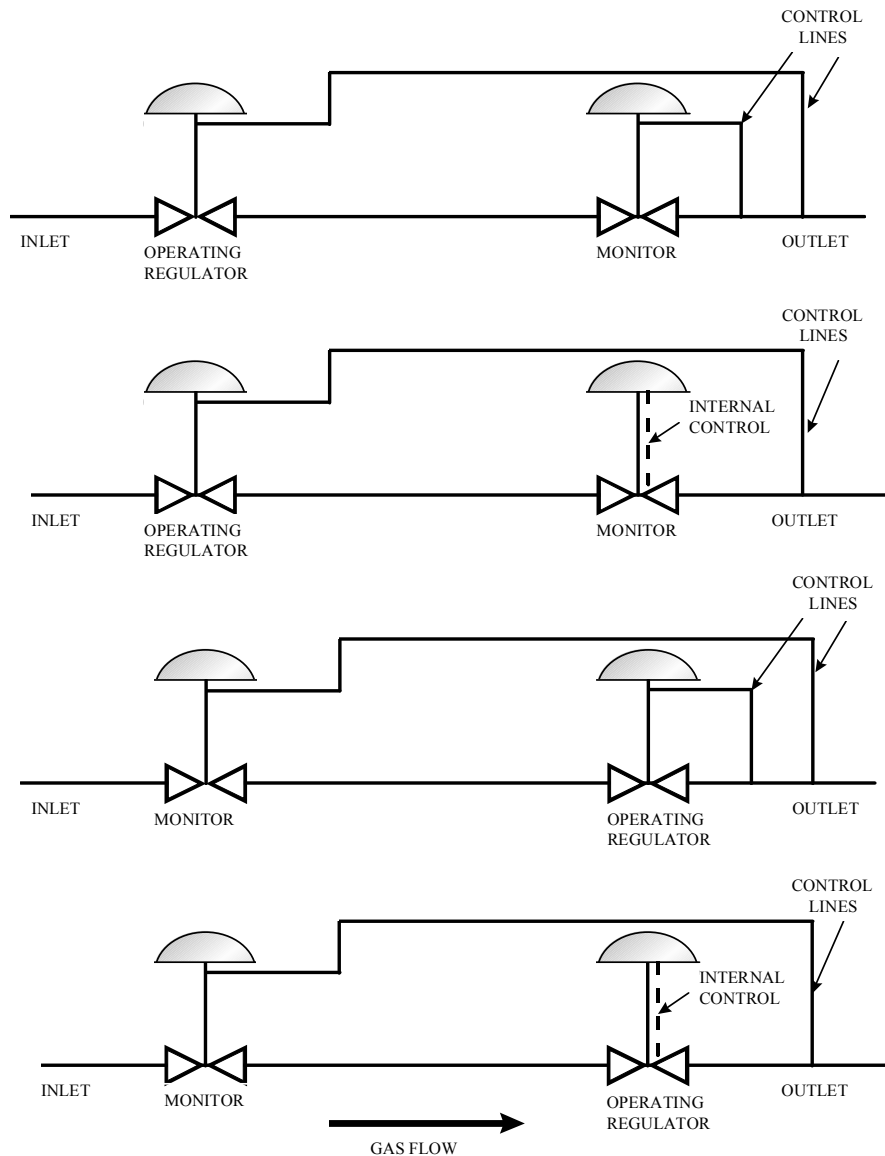 CONTROL
LINES
INLET
OPERATING
REGULATOR
MONITOR
OUTLET
CONTROL
LINES
INTERNAL
CONTROL
INLET
OPERATING
REGULATOR
MONITOR
OUTLET
CONTROL
LINES
INLET
MONITOR
OPERATING
REGULATOR
OUTLET
CONTROL
LINES
INTERNAL
CONTROL
INLET
MONITOR
OPERATING
REGULATOR
OUTLET
GAS FLOW